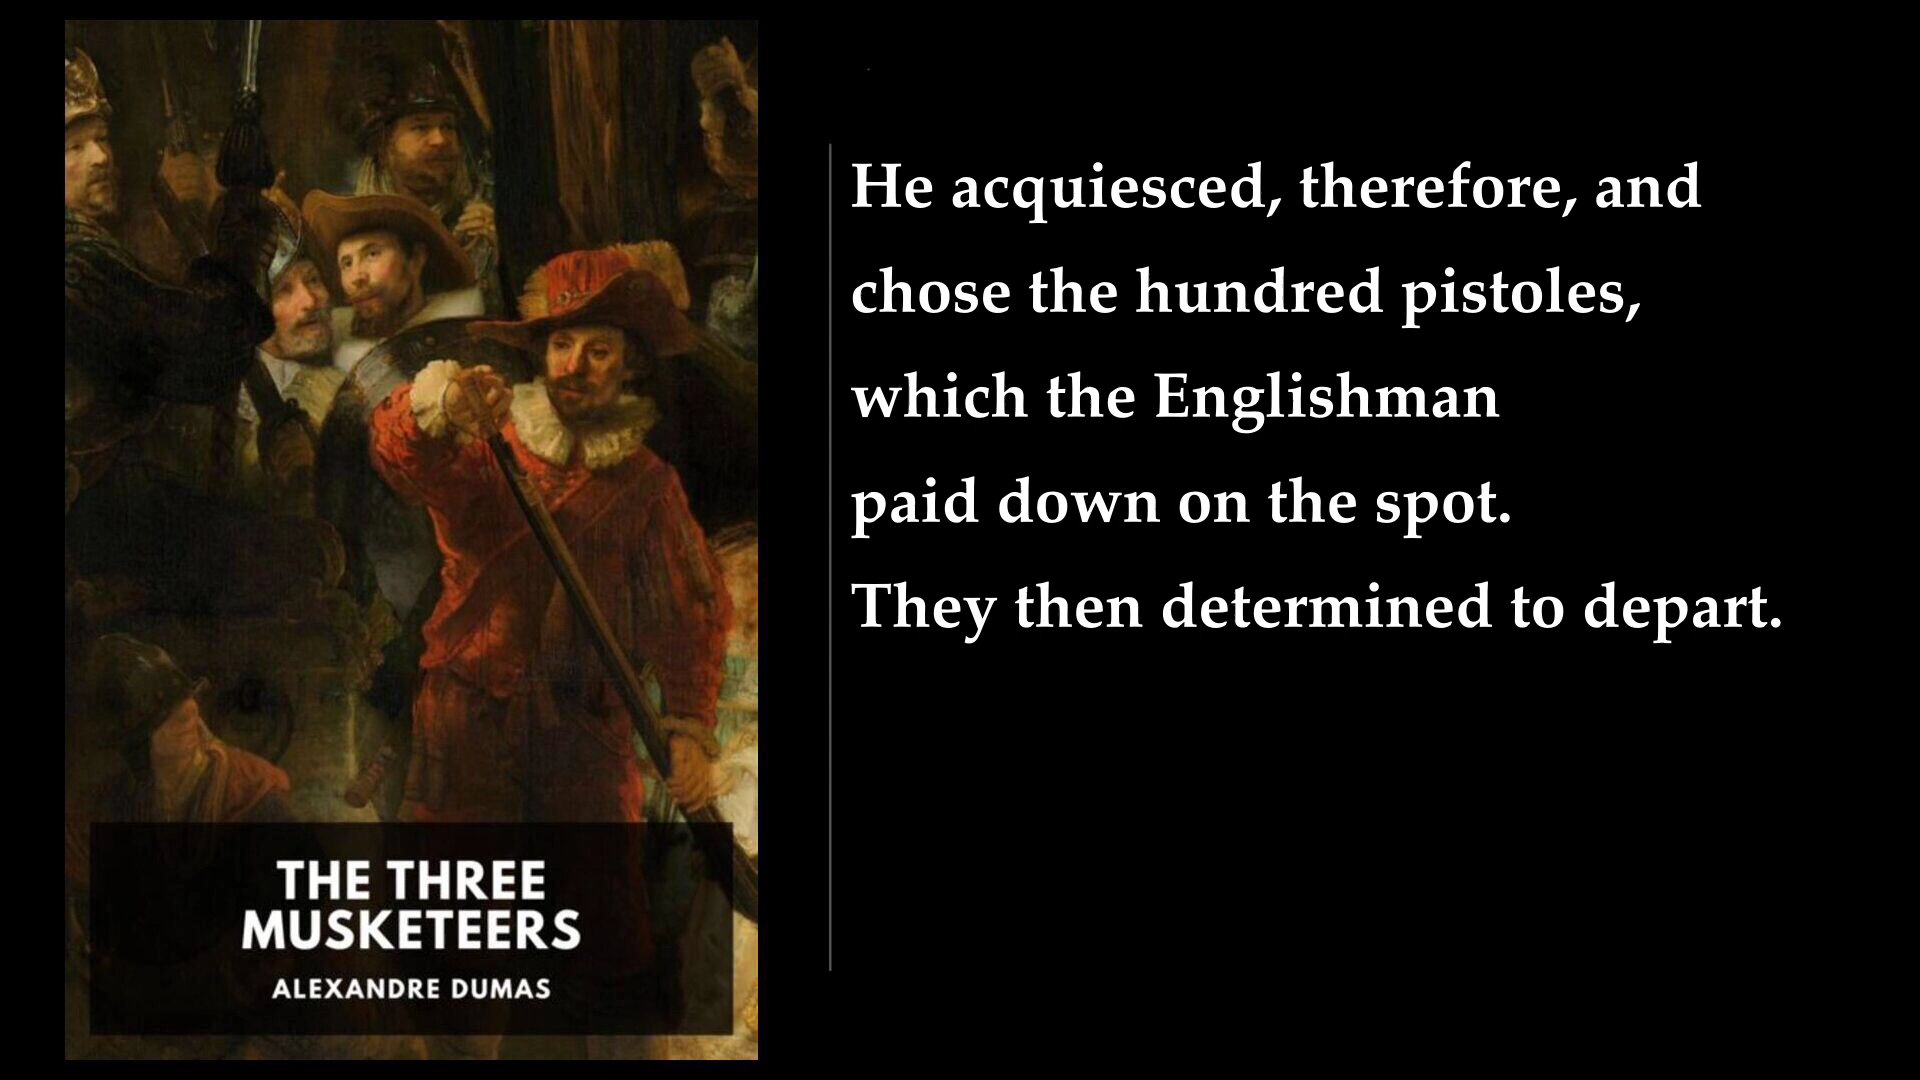 THE THREE
MUSKETEERS
ALEXANDRE DUMAS
He acquiesced, therefore, and
chose the hundred pistoles,
which the Englishman
paid down on the spot.
They then determined to depart.